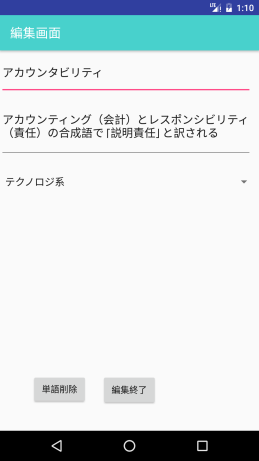 1:10
編集画面
アカウンタビリティ
アカウンティング（会計）とレスポンシビリティ
（責任）の合成語で｢説明責任｣と訳される
テクノロジ系
単語削除
編集終了